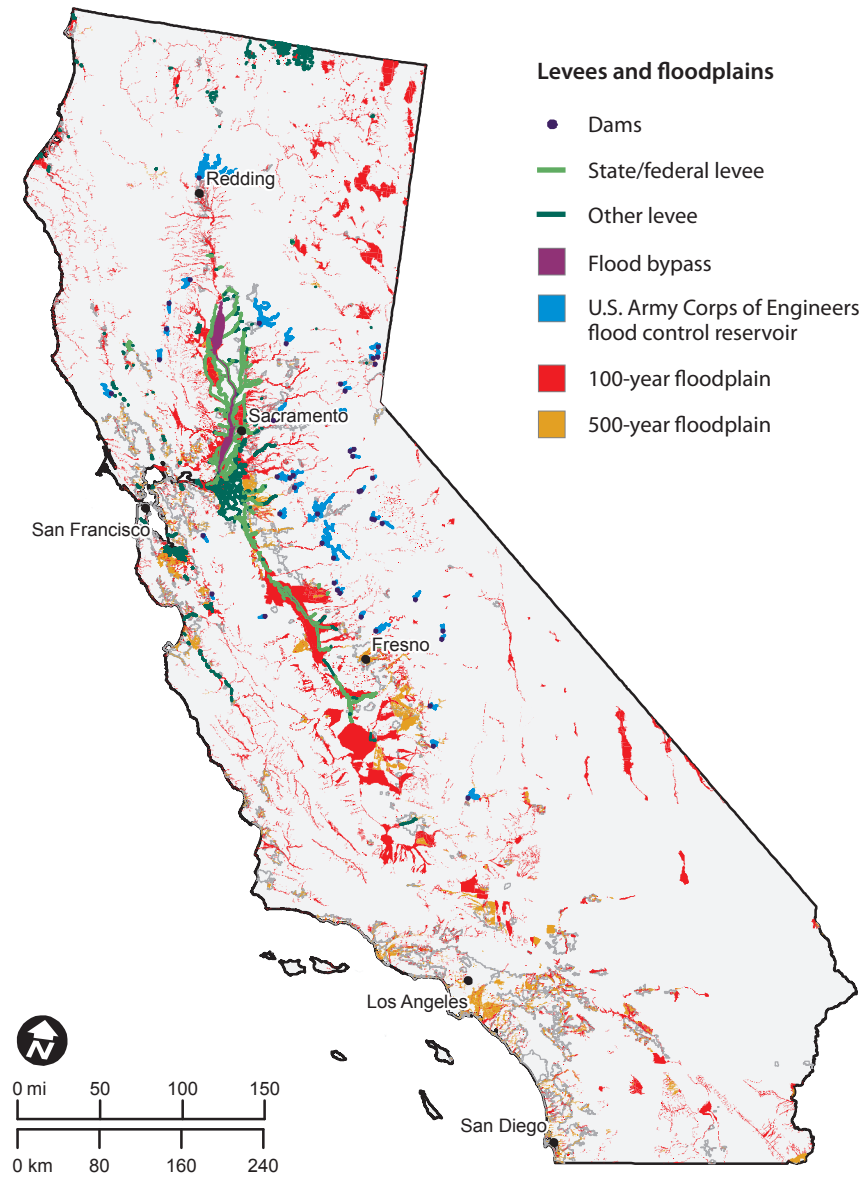 Levees and floodplains
Dams
State/federal levee
Other levee
Flood bypass
U.S. Army Corps of Engineers
flood control reservoir
100-year floodplain
500-year floodplain
Redding
Sacramento
San Francisco
Fresno
Los Angeles
San Diego
N
0 mi 50 100 150
0 km 80 160 240